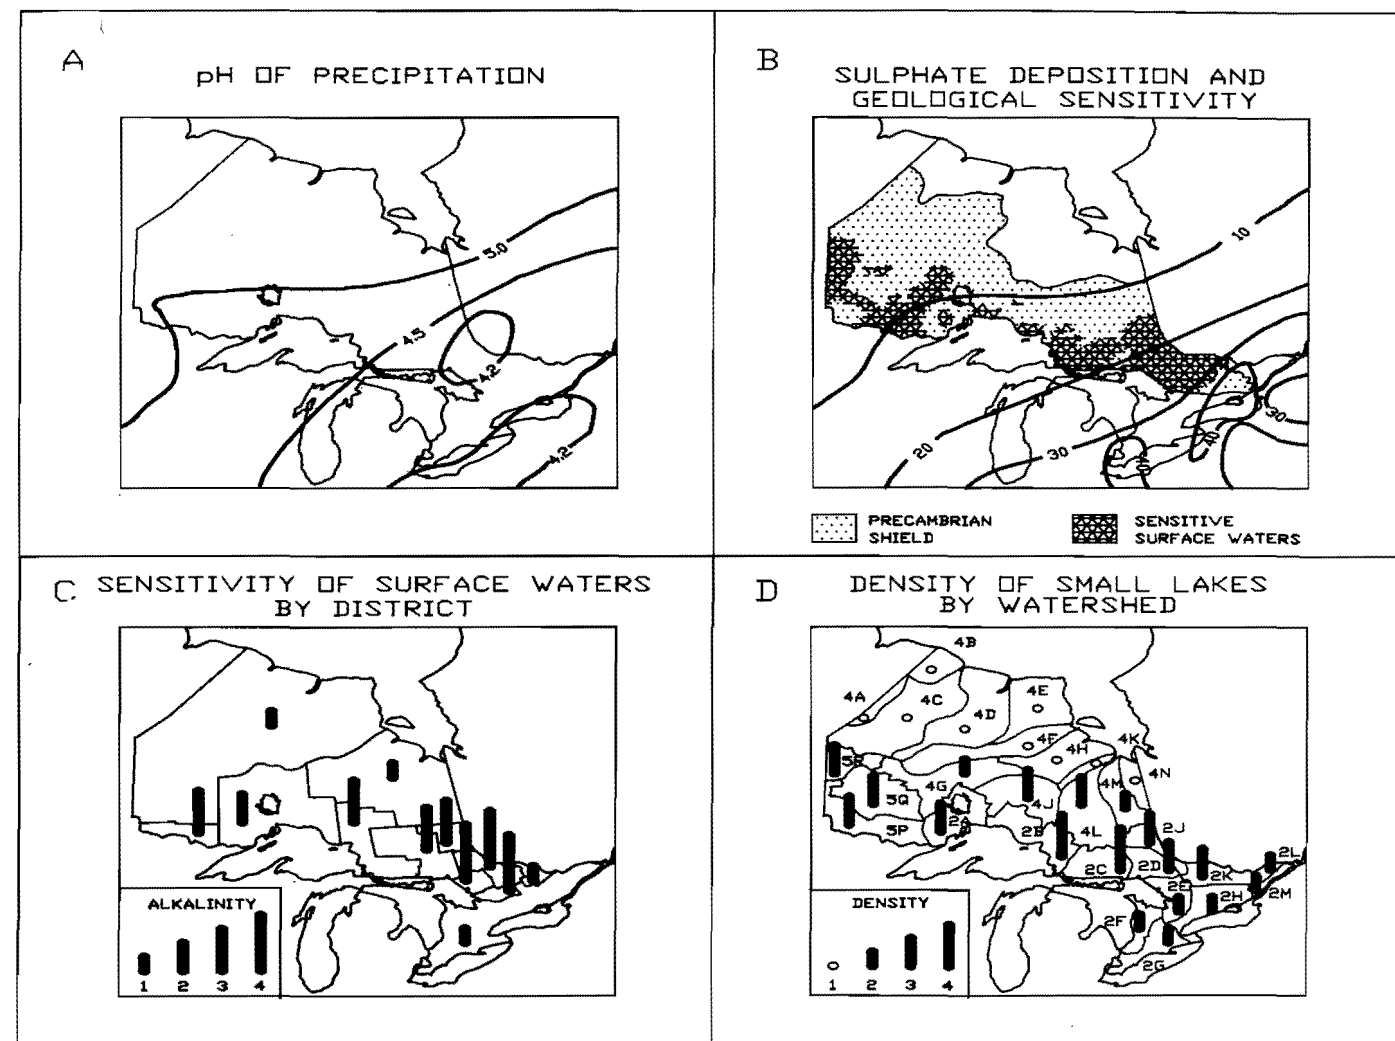 A
pH OF PRECIPITATION
5.0
4.5
4.2
4.2
B
SULPHATE DEPOSITION AND
GEOLOGICAL SENSITIVITY
10
20
30
40
40
30
PRECAMBRIAN
SHIELD
SENSITIVE
SURFACE WATERS
C
SENSITIVITY OF SURFACE WATERS
BY DISTRICT
ALKALINITY
1 2 3 4
D
DENSITY OF SMALL LAKES
BY WATERSHED
4B
4A
4C
4E
4D
4F
4H
4K
4N
4G
4M
5Q
4J
5P
2A
2B
4L
2J
2C
2D
2L
2K
2E
2H
2M
2F
2G
DENSITY
1 2 3 4